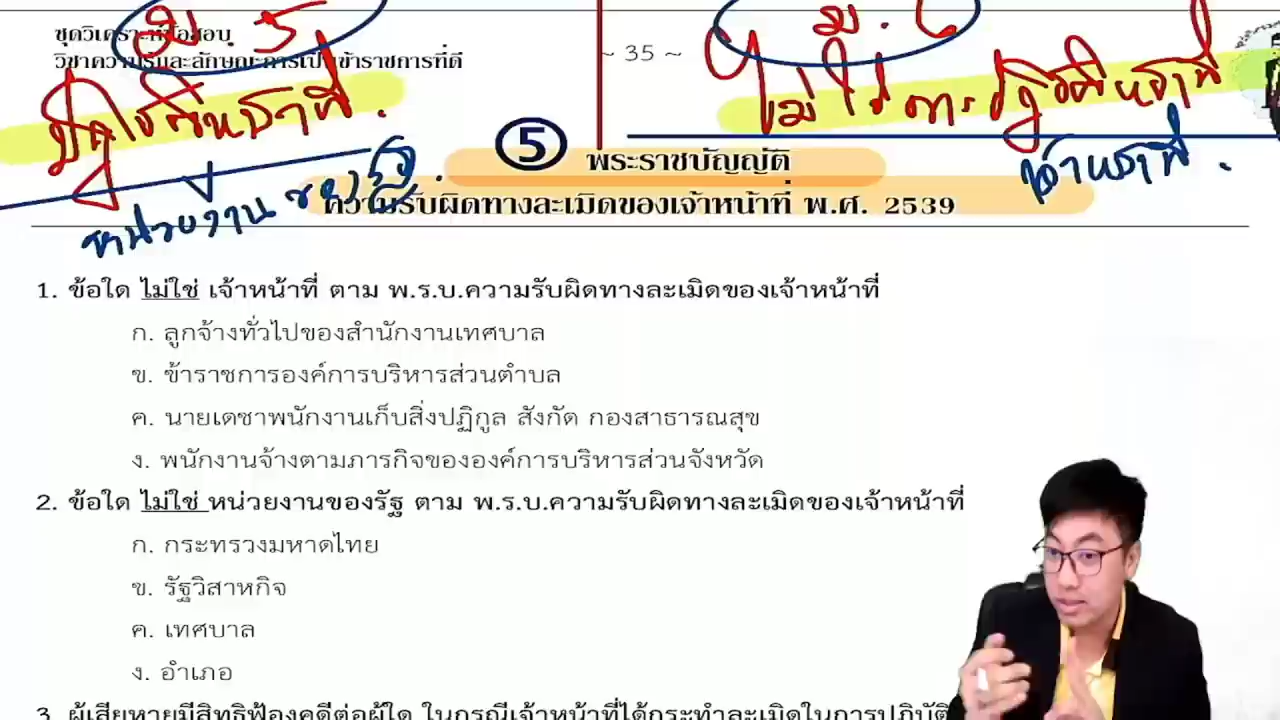 ม. 5
ม. 6
ชุดวิเคราะห์ข้อสอบ
วิชาความรู้และลักษณะการเป็นข้าราชการที่ดี
~ 35 ~
ปฏิบัติหน้าที่.
ไม่ใช่การปฏิบัติหน้าที่
หน่วยงานของรัฐ.
เจ้าหน้าที่.
5 พระราชบัญญัติ
ความรับผิดทางละเมิดของเจ้าหน้าที่ พ.ศ. 2539
1. ข้อใด ไม่ใช่ เจ้าหน้าที่ ตาม พ.ร.บ.ความรับผิดทางละเมิดของเจ้าหน้าที่
ก. ลูกจ้างทั่วไปของสำนักงานเทศบาล
ข. ข้าราชการองค์การบริหารส่วนตำบล
ค. นายเดชาพนักงานเก็บสิ่งปฏิกูล สังกัด กองสาธารณสุข
ง. พนักงานจ้างตามภารกิจขององค์การบริหารส่วนจังหวัด
2. ข้อใด ไม่ใช่ หน่วยงานของรัฐ ตาม พ.ร.บ.ความรับผิดทางละเมิดของเจ้าหน้าที่
ก. กระทรวงมหาดไทย
ข. รัฐวิสาหกิจ
ค. เทศบาล
ง. อำเภอ
3. ผู้เสียหายมีสิทธิฟ้องคดีต่อผู้ใด ในกรณีเจ้าหน้าที่ได้กระทำละเมิดในการปฏิบัติ